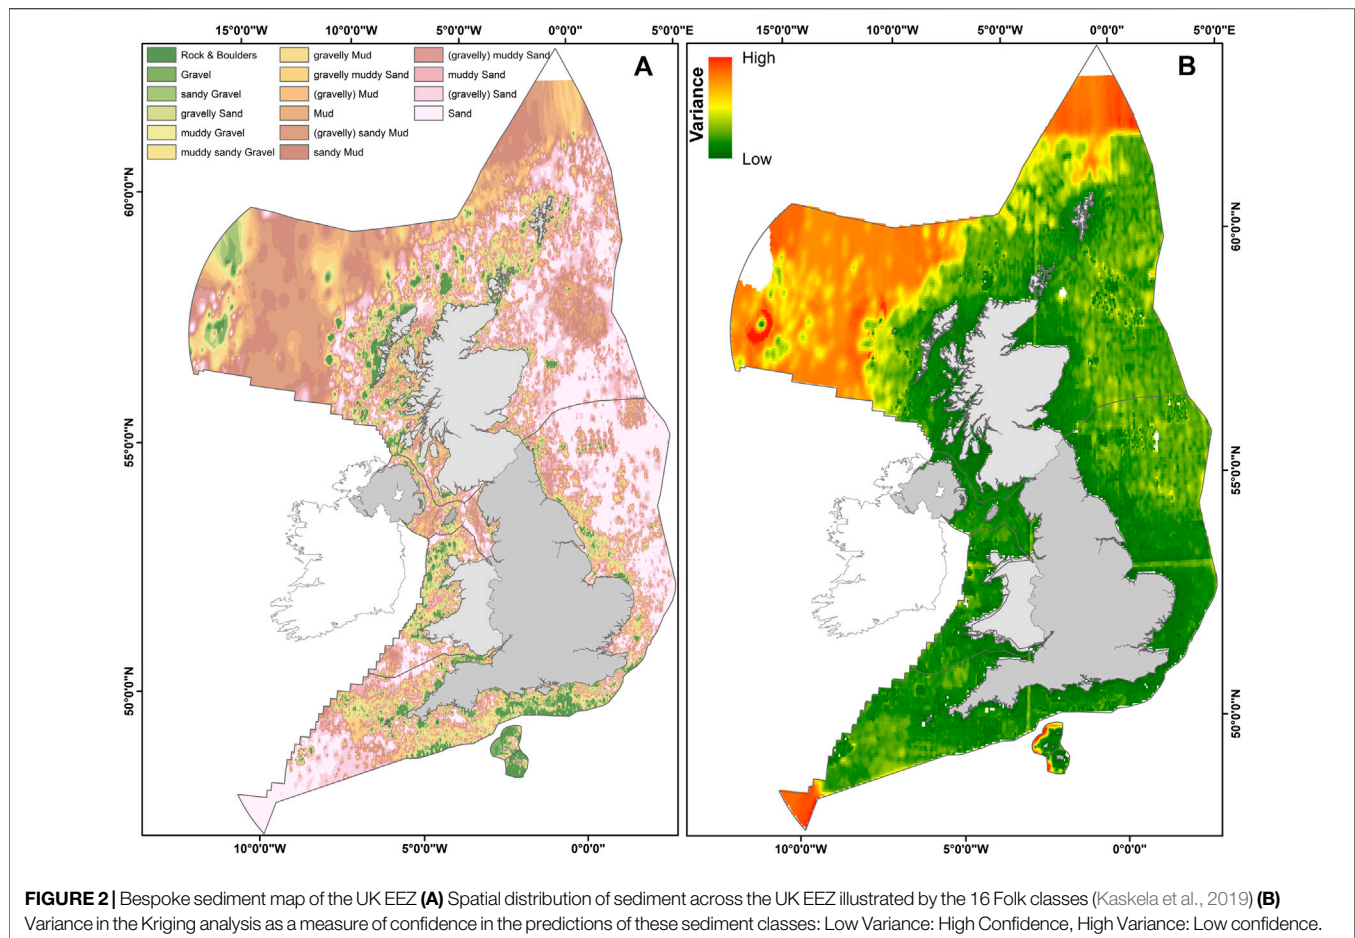 15°0'0"W 10°0'0"W 5°0'0"W 0°0'0" 5°0'0"E
15°0'0"W 10°0'0"W 5°0'0"W 0°0'0" 5°0'0"E
Rock & Boulders
Gravel
sandy Gravel
gravelly Sand
muddy Gravel
muddy sandy Gravel
gravelly Mud
gravelly muddy Sand
(gravelly) Mud
Mud
(gravelly) sandy Mud
sandy Mud
(gravelly) muddy Sand
muddy Sand
(gravelly) Sand
Sand
A
Variance
High
Low
B
60°0'0"N
55°0'0"N
50°0'0"N
60°0'0"N
55°0'0"N
50°0'0"N
10°0'0"W 5°0'0"W 0°0'0"
10°0'0"W 5°0'0"W 0°0'0"
FIGURE 2 | Bespoke sediment map of the UK EEZ (A) Spatial distribution of sediment across the UK EEZ illustrated by the 16 Folk classes (Kaskela et al., 2019) (B)
Variance in the Kriging analysis as a measure of confidence in the predictions of these sediment classes: Low Variance: High Confidence, High Variance: Low confidence.